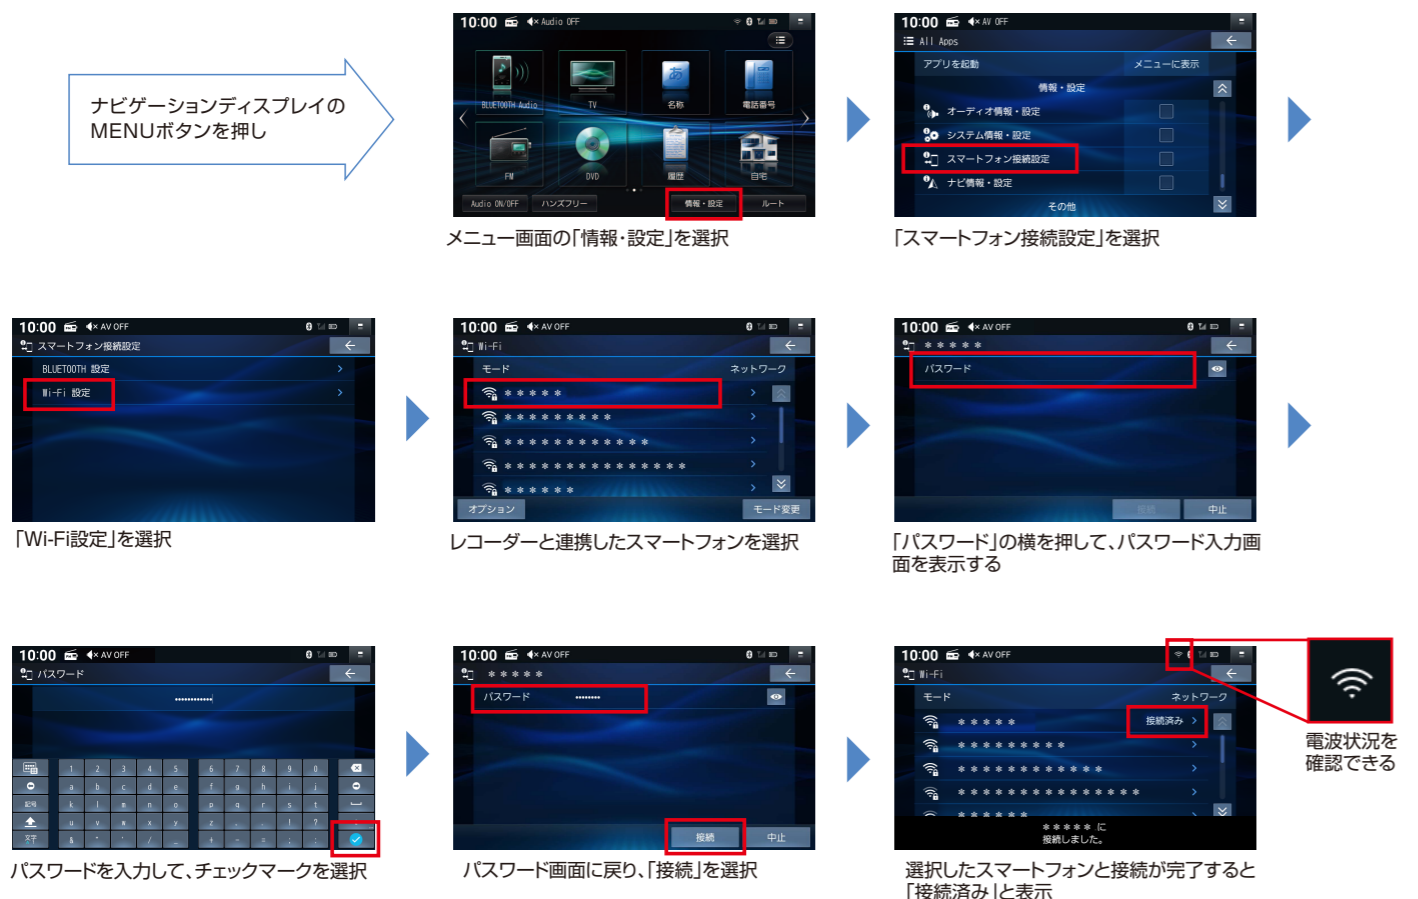 ナビゲーションディスプレイの
MENUボタンを押し
10:00 Audio OFF
BLUETOOTH Audio TV 名称 電話番号
FM DVD 履歴 自宅
Audio ON/OFF ハンズフリー 情報・設定 ルート
メニュー画面の「情報・設定」を選択
10:00 AV OFF
All Apps
アプリを起動 メニューに表示
情報・設定
オーディオ情報・設定
システム情報・設定
スマートフォン接続設定
ナビ情報・設定
その他
「スマートフォン接続設定」を選択
10:00 AV OFF
スマートフォン接続設定
BLUETOOTH 設定
Wi-Fi 設定
「Wi-Fi設定」を選択
10:00 AV OFF
Wi-Fi
モード ネットワーク
＊＊＊＊＊
＊＊＊＊＊＊＊＊＊
＊＊＊＊＊＊＊＊＊＊＊＊
＊＊＊＊＊＊＊＊＊＊＊＊＊＊＊
＊＊＊＊＊＊
オプション モード変更
レコーダーと連携したスマートフォンを選択
10:00 AV OFF
＊＊＊＊＊
パスワード
接続 中止
「パスワード」の横を押して、パスワード入力画
面を表示する
10:00 AV OFF
パスワード
••••••••••••
1 2 3 4 5 6 7 8 9 0
a b c d e f g h i j
記号 k l m n o p q r s t
u v w x y z ! ?
文字 & / _ + - = ; :
パスワードを入力して、チェックマークを選択
10:00 AV OFF
＊＊＊＊＊
パスワード ••••••••
接続 中止
パスワード画面に戻り、「接続」を選択
10:00 AV OFF
Wi-Fi
モード ネットワーク
＊＊＊＊＊ 接続済み
＊＊＊＊＊＊＊＊＊
＊＊＊＊＊＊＊＊＊＊＊＊
＊＊＊＊＊＊＊＊＊＊＊＊＊＊＊
＊＊＊＊＊＊
＊＊＊＊＊ に
接続しました。
選択したスマートフォンと接続が完了すると
「接続済み」と表示
電波状況を
確認できる